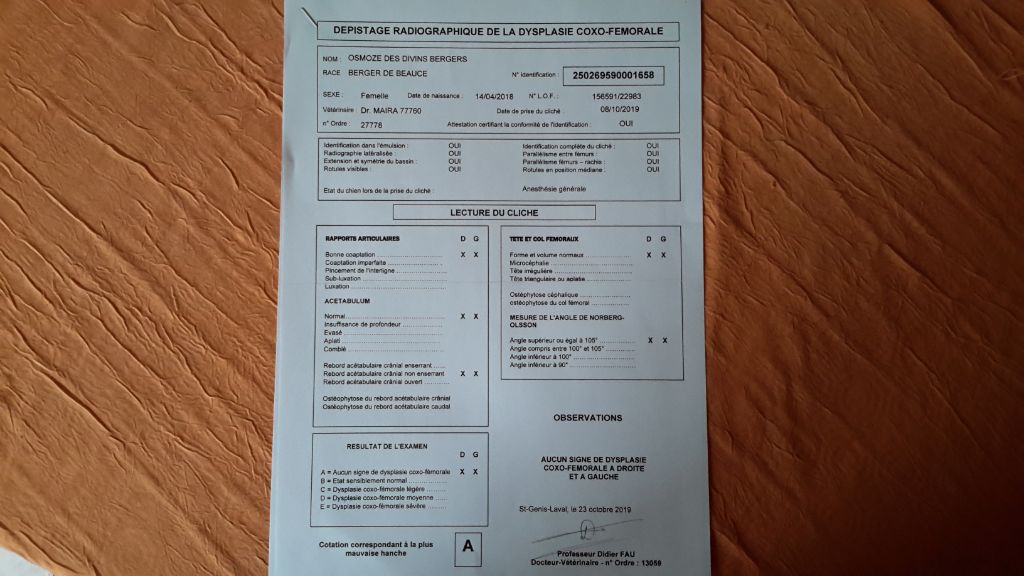 DEPISTAGE RADIOGRAPHIQUE DE LA DYSPLASIE COXO-FEMORALE
NOM : OSMOZE DES DIVINS BERGERS
RACE BERGER DE BEAUCE N° identification : 250269590001658
SEXE : Femelle Date de naissance : 14/04/2018 N° L.O.F. : 156591/22983
Vétérinaire : Dr. MAIRA 77760 Date de prise du cliché : 08/10/2019
n° Ordre : 27778 Attestation certifiant la conformité de l'identification : OUI
Identification dans l'émulsion : OUI Identification complète du cliché : OUI
Radiographie latéralisée OUI Parallélisme entre fémurs : OUI
Extension et symétrie du bassin : OUI Parallélisme fémurs – rachis : OUI
Rotules visibles : OUI Rotules en position médiane : OUI
Etat du chien lors de la prise du cliché : Anesthésie générale
LECTURE DU CLICHE
RAPPORTS ARTICULAIRES D G
Bonne coaptation X X
Coaptation imparfaite
Pincement de l'interligne
Sub-luxation
Luxation
ACETABULUM
Normal X X
Insuffisance de profondeur
Evasé
Aplati
Comblé
Rebord acétabulaire crânial enserrant
Rebord acétabulaire crânial non enserrant X X
Rebord acétabulaire crânial ouvert
Ostéophytose du rebord acétabulaire crânial
Ostéophytose du rebord acétabulaire caudal
TETE ET COL FEMORAUX D G
Forme et volume normaux X X
Microcéphalie
Tête irrégulière
Tête triangulaire ou aplatie
Ostéophytose céphalique
ostéophytose du col fémoral
MESURE DE L'ANGLE DE NORBERG-
OLSSON
Angle supérieur ou égal à 105° X X
Angle compris entre 100° et 105°
Angle inférieur à 100°
Angle inférieur à 90°
RESULTAT DE L'EXAMEN
D G
A = Aucun signe de dysplasie coxo-fémorale X X
B = Etat sensiblement normal
C = Dysplasie coxo-fémorale légère
D = Dysplasie coxo-fémorale moyenne
E = Dysplasie coxo-fémorale sévère
Cotation correspondant à la plus
mauvaise hanche A
OBSERVATIONS
AUCUN SIGNE DE DYSPLASIE
COXO-FEMORALE A DROITE
ET A GAUCHE
St-Genis-Laval, le 23 octobre 2019
Professeur Didier FAU
Docteur-Vétérinaire - n° Ordre : 13059